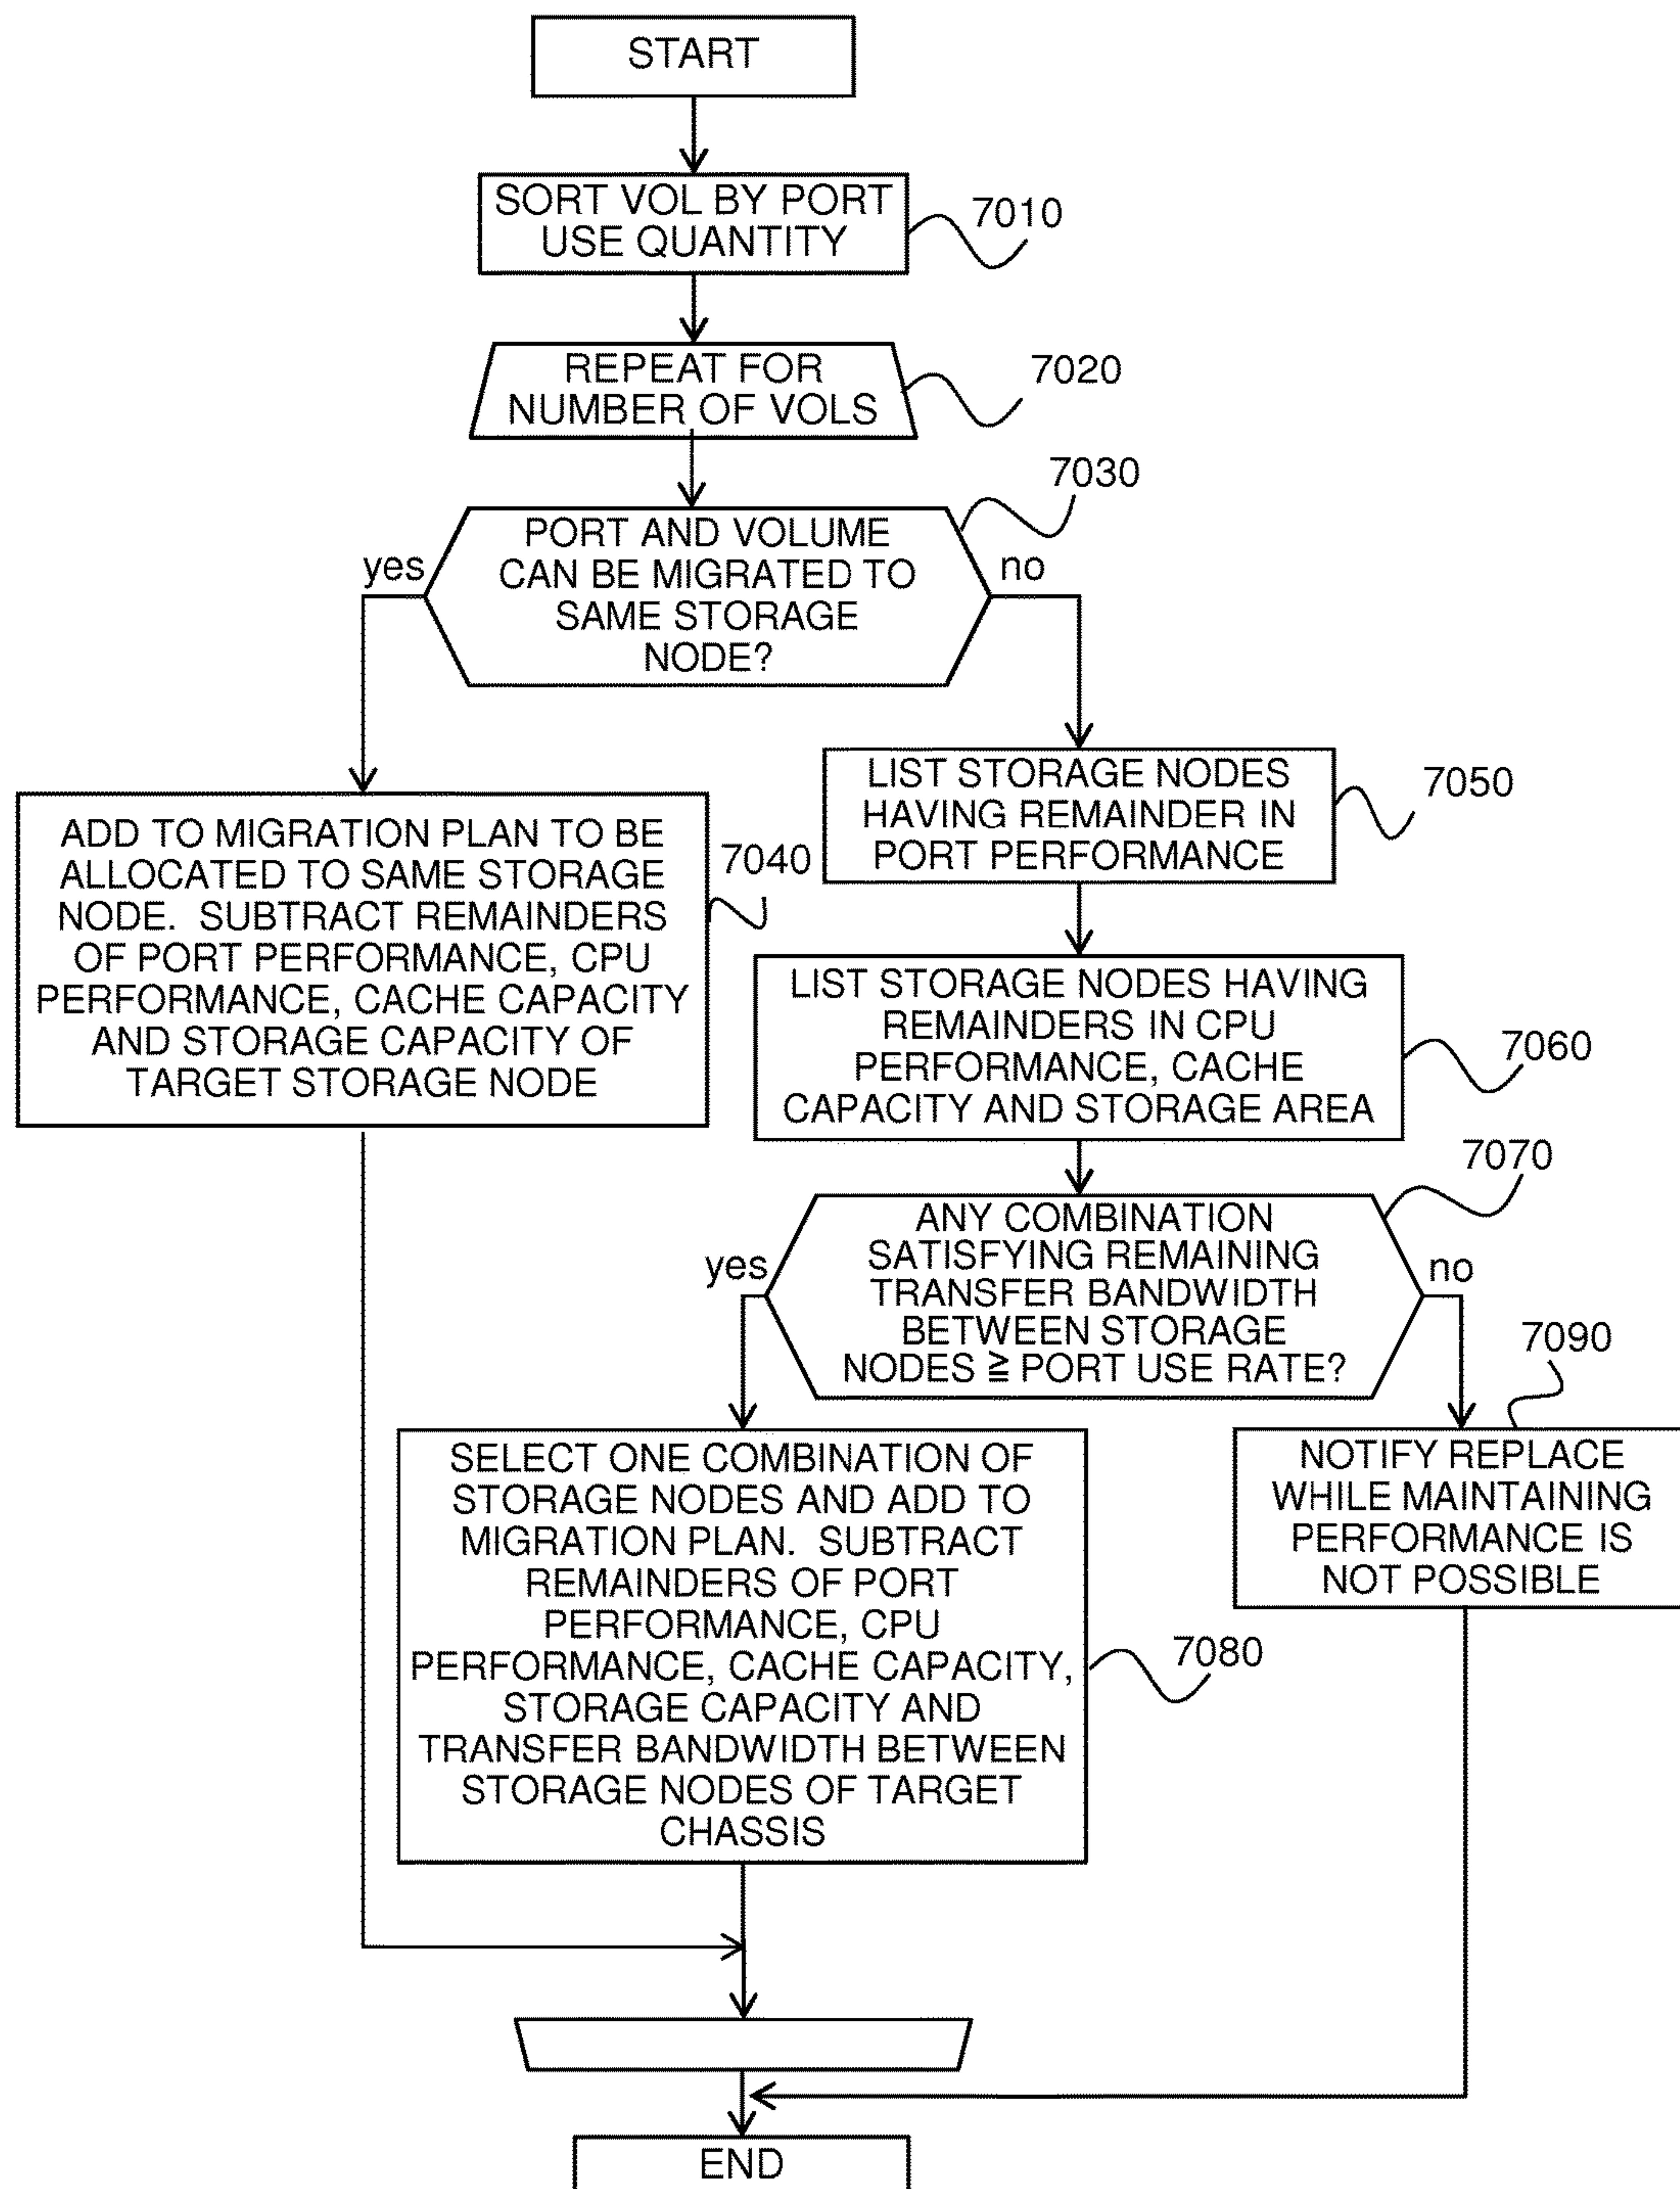 START
SORT VOL BY PORT
USE QUANTITY
7010
REPEAT FOR
NUMBER OF VOLS
7020
7030
PORT AND VOLUME
CAN BE MIGRATED TO
SAME STORAGE
NODE?
yes
no
LIST STORAGE NODES
HAVING REMAINDER IN
PORT PERFORMANCE
7050
ADD TO MIGRATION PLAN TO BE
ALLOCATED TO SAME STORAGE
NODE. SUBTRACT REMAINDERS
OF PORT PERFORMANCE, CPU
PERFORMANCE, CACHE CAPACITY
AND STORAGE CAPACITY OF
TARGET STORAGE NODE
7040
LIST STORAGE NODES HAVING
REMAINDERS IN CPU
PERFORMANCE, CACHE
CAPACITY AND STORAGE AREA
7060
7070
ANY COMBINATION
SATISFYING REMAINING
TRANSFER BANDWIDTH
BETWEEN STORAGE
NODES ≧ PORT USE RATE?
yes
no
7090
SELECT ONE COMBINATION OF
STORAGE NODES AND ADD TO
MIGRATION PLAN. SUBTRACT
REMAINDERS OF PORT
PERFORMANCE, CPU
PERFORMANCE, CACHE CAPACITY,
STORAGE CAPACITY AND
TRANSFER BANDWIDTH BETWEEN
STORAGE NODES OF TARGET
CHASSIS
7080
NOTIFY REPLACE
WHILE MAINTAINING
PERFORMANCE IS
NOT POSSIBLE
END